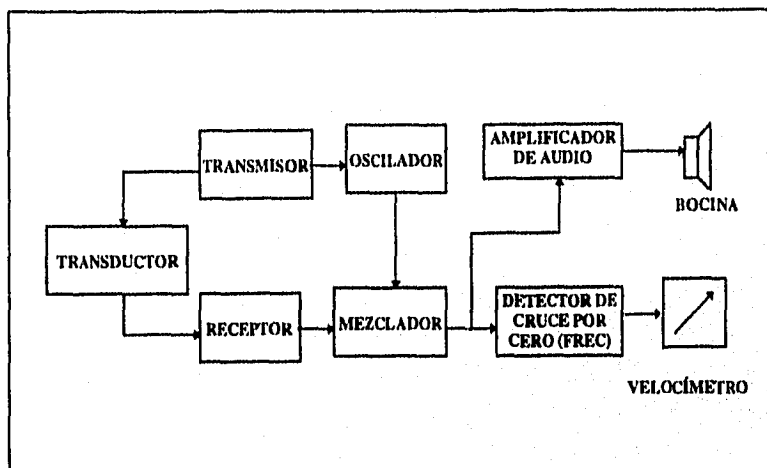 TRANSMISOR
OSCILADOR
AMPLIFICADOR
DE AUDIO
BOCINA
TRANSDUCTOR
RECEPTOR
MEZCLADOR
DETECTOR DE
CRUCE POR
CERO (FREC)
VELOCÍMETRO